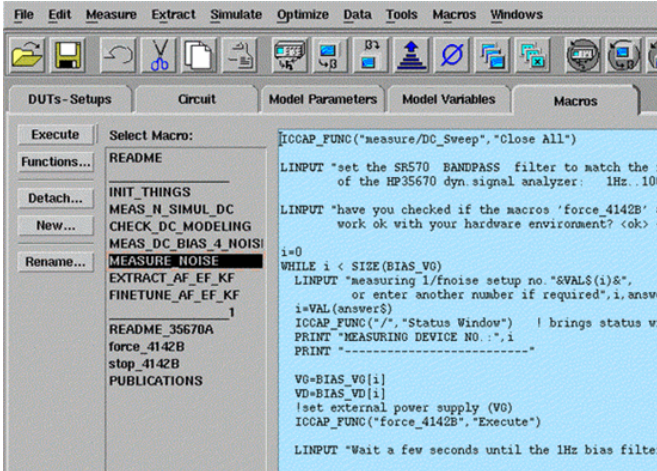 File Edit Measure Extract Simulate Optimize Data Tools Macros Windows
DUTs-Setups Circuit Model Parameters Model Variables Macros
Execute
Functions...
Detach...
New...
Rename...
Select Macro:
README
INIT_THINGS
MEAS_N_SIMUL_DC
CHECK_DC_MODELING
MEAS_DC_BIAS_4_NOISI
MEASURE_NOISE
EXTRACT_AF_EF_KF
FINETUNE_AF_EF_KF
____________1
README_35670A
force_4142B
stop_4142B
PUBLICATIONS
ICCAP_FUNC("measure/DC_Sweep","Close All")
LINPUT "set the SR570 BANDPASS filter to match the
of the HP35670 dyn.signal analyzer: 1Hz..10
LINPUT "have you checked if the macros 'force_4142B'
work ok with your hardware environment? <ok>
i=0
WHILE i < SIZE(BIAS_VG)
LINPUT "measuring 1/fnoise setup no."&VAL$(i)&",
or enter another number if required",i,answe
i=VAL(answer$)
ICCAP_FUNC("/","Status Window") ! brings status w
PRINT "MEASURING DEVICE NO.:",i
PRINT "--------------------------"
VG=BIAS_VG[i]
VD=BIAS_VD[i]
!set external power supply (VG)
ICCAP_FUNC("force_4142B","Execute")
LINPUT "Wait a few seconds until the 1Hz bias filte